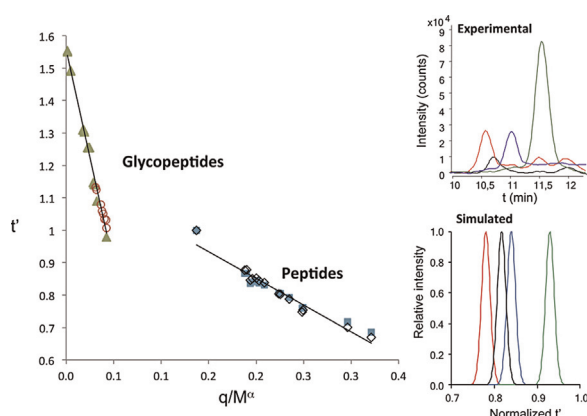 1.6
1.5
1.4
1.3
1.2
1.1
1
0.9
0.8
0.7
0.6
t'
Glycopeptides
Peptides
0.0 0.1 0.1 0.2 0.2 0.3 0.3 0.4
q/Mᵅ
×10⁴
Experimental
9
8
7
6
5
4
3
2
1
0
Intensity (counts)
10 10,5 11 11,5 12
t (min)
Simulated
1.0
0.8
0.6
0.4
0.2
0.0
Relative intensity
0.7 0.8 0.9 1.0
Normalized t'